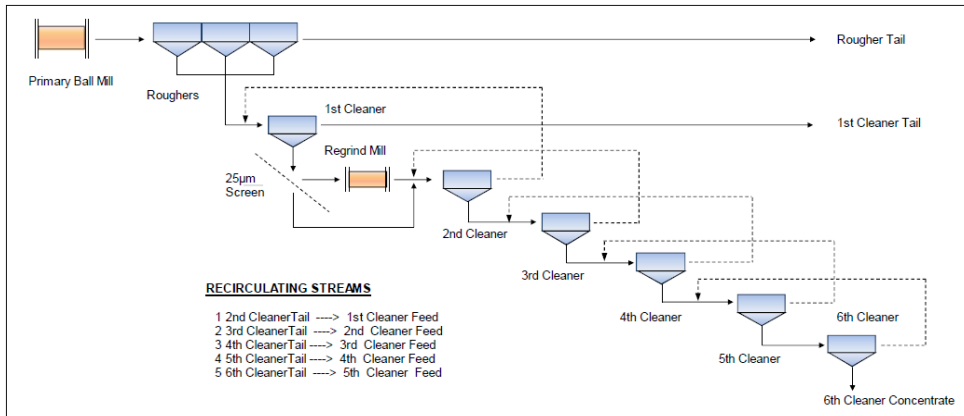 Rougher Tail
Primary Ball Mill
Roughers
1st Cleaner
1st Cleaner Tail
Regrind Mill
25µm
Screen
2nd Cleaner
3rd Cleaner
RECIRCULATING STREAMS
1 2nd CleanerTail ----> 1st Cleaner Feed
2 3rd CleanerTail ----> 2nd Cleaner Feed
3 4th CleanerTail ----> 3rd Cleaner Feed
4 5th CleanerTail ----> 4th Cleaner Feed
5 6th CleanerTail ----> 5th Cleaner Feed
4th Cleaner
6th Cleaner
5th Cleaner
6th Cleaner Concentrate